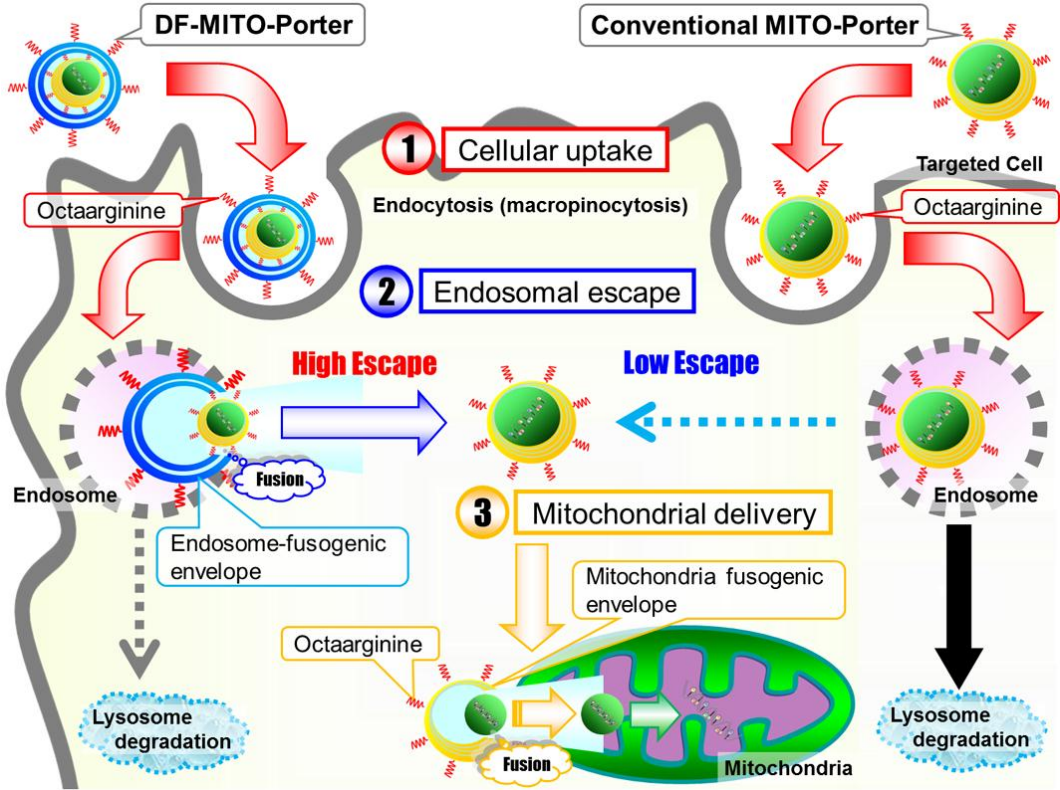 DF-MITO-Porter
Conventional MITO-Porter
1 Cellular uptake
Targeted Cell
Octaarginine
Endocytosis (macropinocytosis)
Octaarginine
2 Endosomal escape
High Escape
Low Escape
Fusion
Endosome
Endosome
3 Mitochondrial delivery
Endosome-fusogenic
envelope
Mitochondria fusogenic
envelope
Octaarginine
Lysosome
degradation
Fusion
Mitochondria
Lysosome
degradation